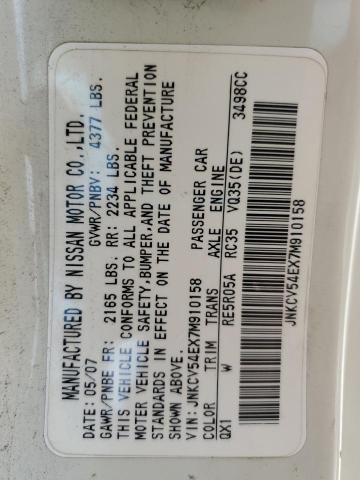 MANUFACTURED BY NISSAN MOTOR CO.,LTD.
DATE: 05/07 GVWR/PNBV: 4377 LBS.
GAWR/PNBE FR: 2165 LBS. RR: 2234 LBS.
THIS VEHICLE CONFORMS TO ALL APPLICABLE FEDERAL
MOTOR VEHICLE SAFETY,BUMPER,AND THEFT PREVENTION
STANDARDS IN EFFECT ON THE DATE OF MANUFACTURE
SHOWN ABOVE.
VIN:JNKCV54EX7M910158 PASSENGER CAR
COLOR TRIM TRANS AXLE ENGINE
QX1 W RE5R05A RC35 VQ35(DE) 3498CC
JNKCV54EX7M910158